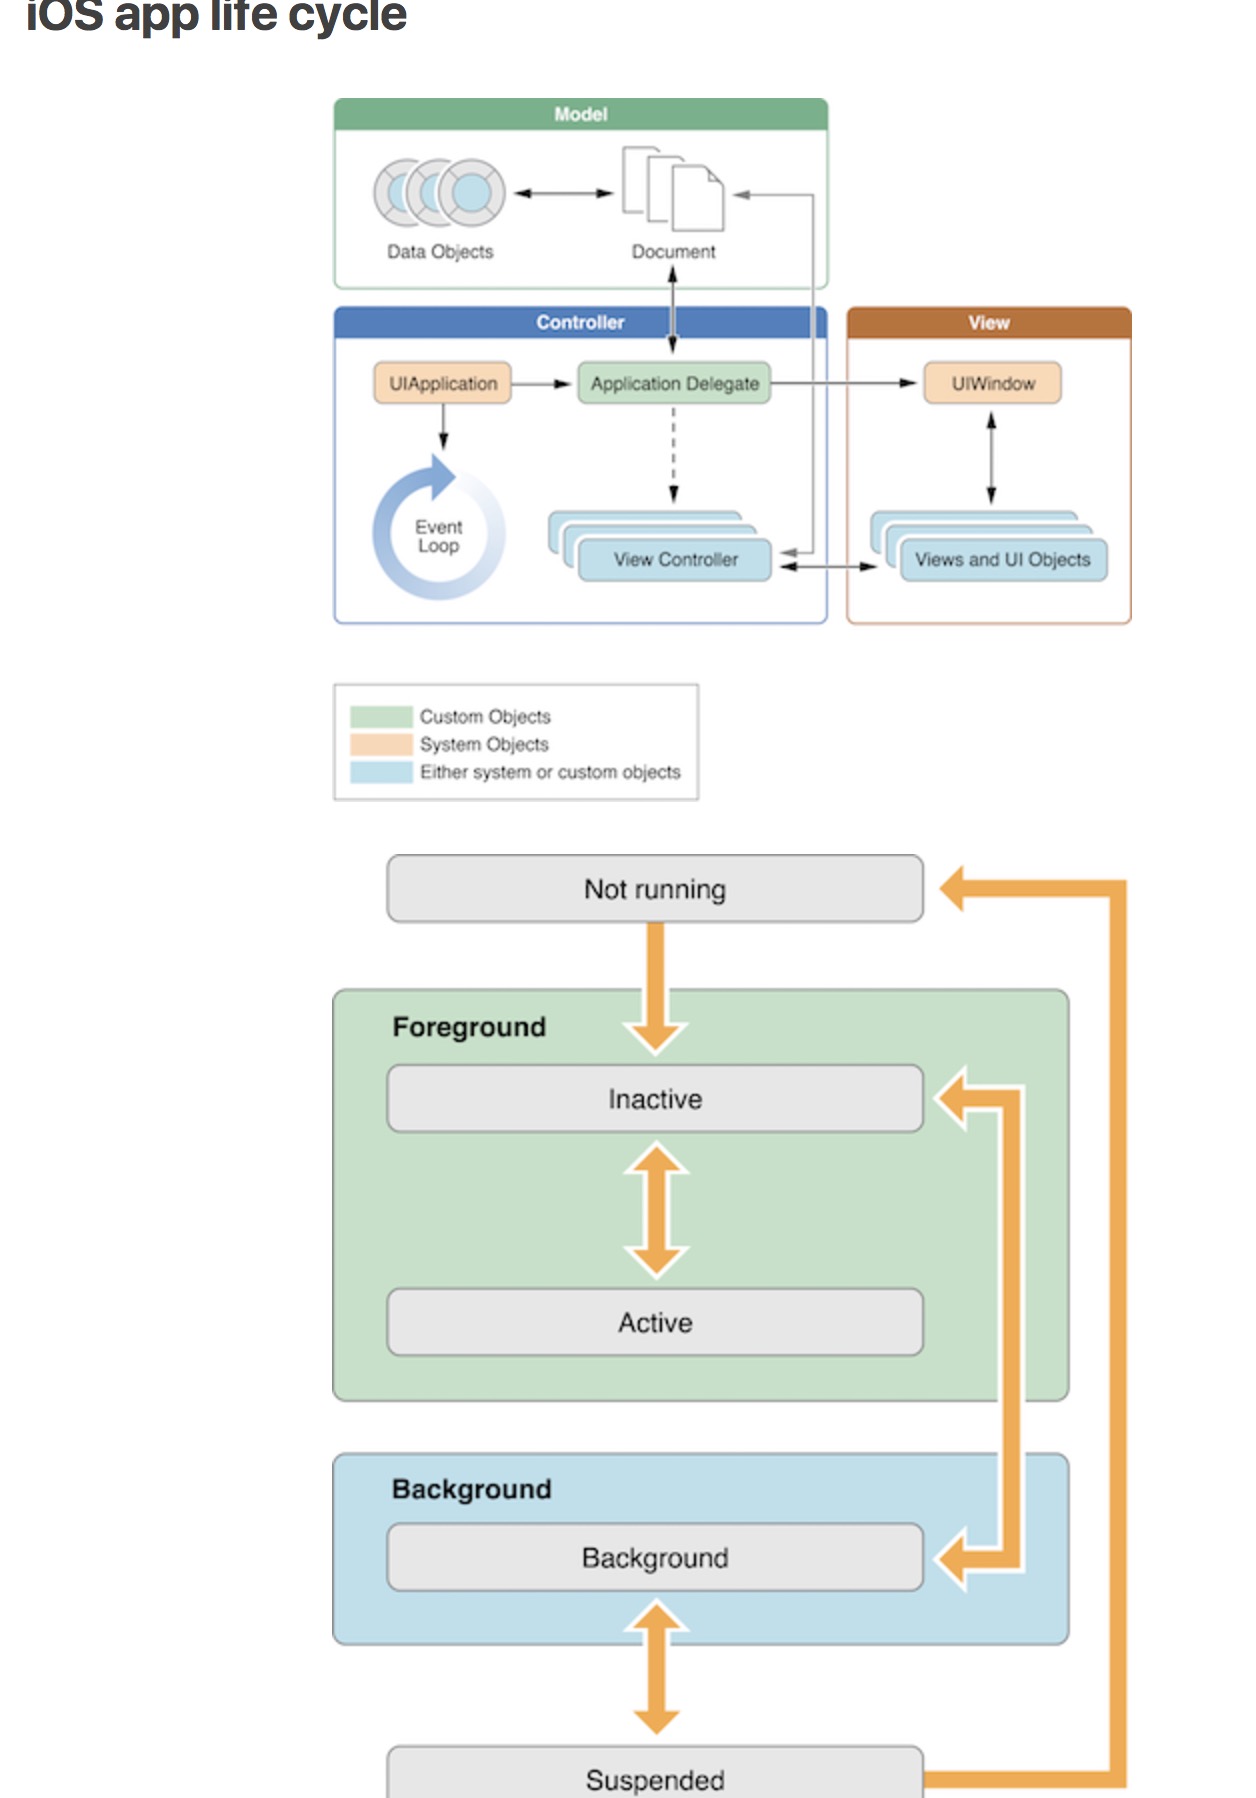 iOS app life cycle
Model
Data Objects
Document
Controller
View
UIApplication
Application Delegate
UIWindow
Event
Loop
View Controller
Views and UI Objects
Custom Objects
System Objects
Either system or custom objects
Not running
Foreground
Inactive
Active
Background
Background
Suspended